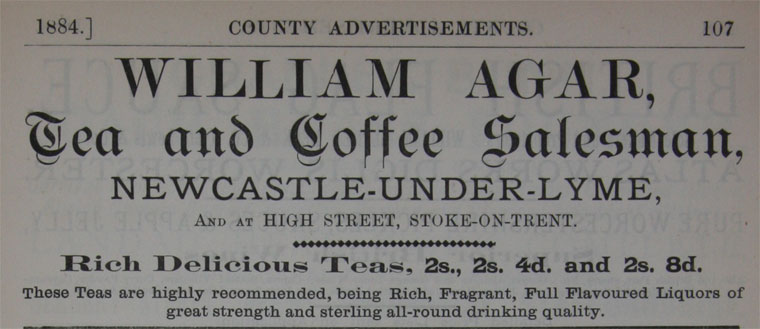 1884.] COUNTY ADVERTISEMENTS. 107
WILLIAM AGAR,
Tea and Coffee Salesman,
NEWCASTLE-UNDER-LYME,
AND AT HIGH STREET, STOKE-ON-TRENT.
Rich Delicious Teas, 2s., 2s. 4d. and 2s. 8d.
These Teas are highly recommended, being Rich, Fragrant, Full Flavoured Liquors of
great strength and sterling all-round drinking quality.